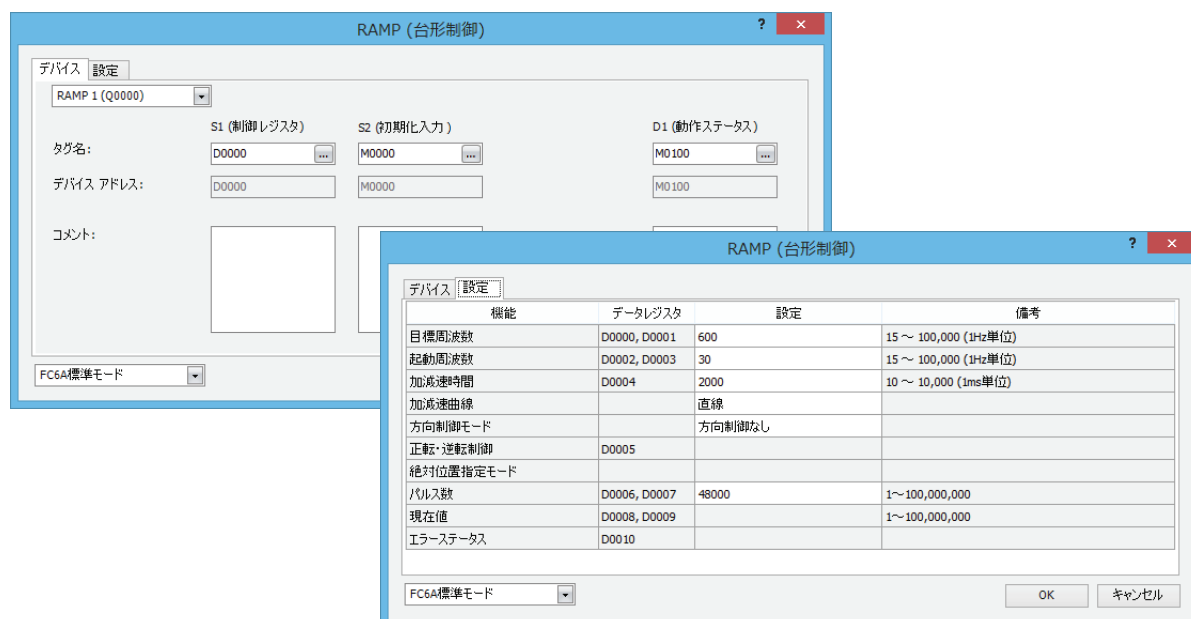 RAMP (台形制御)
? ×
デバイス 設定
RAMP 1 (Q0000)
S1 (制御レジスタ) S2 (初期化入力) D1 (動作ステータス)
タグ名: D0000 ... M0000 ... M0100 ...
デバイス アドレス: D0000 M0000 M0100
コメント:
FC6A標準モード
RAMP (台形制御)
? ×
デバイス 設定
機能 データレジスタ 設定 備考
目標周波数 D0000, D0001 600 15 ～ 100,000 (1Hz単位)
起動周波数 D0002, D0003 30 15 ～ 100,000 (1Hz単位)
加減速時間 D0004 2000 10 ～ 10,000 (1ms単位)
加減速曲線 直線
方向制御モード 方向制御なし
正転・逆転制御 D0005
絶対位置指定モード
パルス数 D0006, D0007 48000 1～100,000,000
現在値 D0008, D0009 1～100,000,000
エラーステータス D0010
FC6A標準モード
OK キャンセル